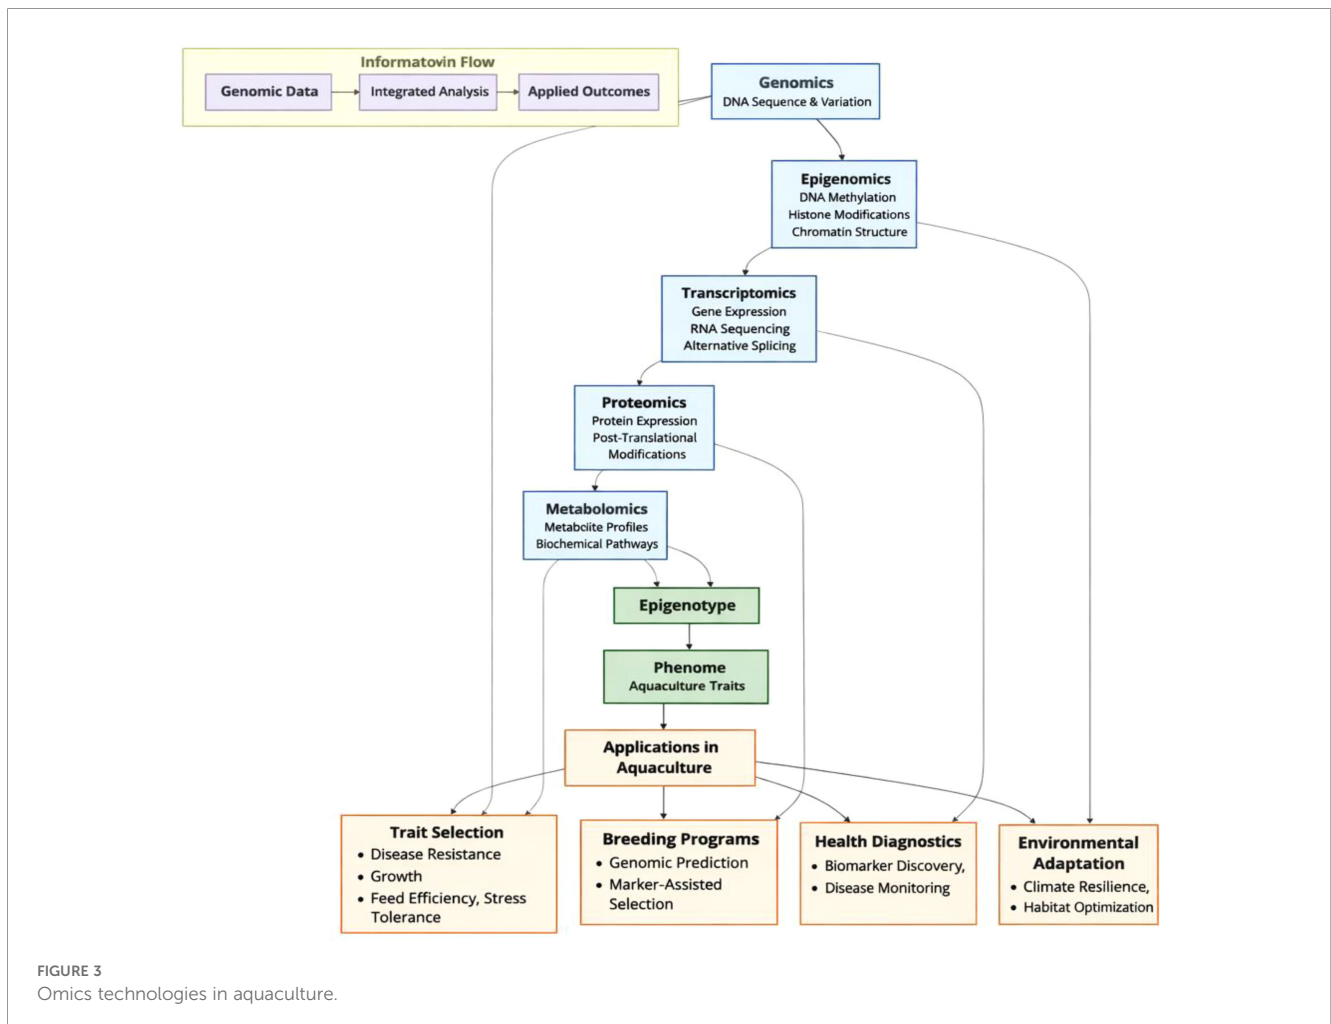 Informatovin Flow
Genomic Data
Integrated Analysis
Applied Outcomes
Genomics
DNA Sequence & Variation
Epigenomics
DNA Methylation
Histone Modifications
Chromatin Structure
Transcriptomics
Gene Expression
RNA Sequencing
Alternative Splicing
Proteomics
Protein Expression
Post-Translational
Modifications
Metabolomics
Metabciite Profiles
Biochemical Pathways
Epigenotype
Phenome
Aquaculture Traits
Applications in
Aquaculture
Trait Selection
• Disease Resistance
• Growth
• Feed Efficiency, Stress
Tolerance
Breeding Programs
• Genomic Prediction
• Marker-Assisted
Selection
Health Diagnostics
• Biomarker Discovery,
• Disease Monitoring
Environmental
Adaptation
• Climate Resilience,
• Habitat Optimization
FIGURE 3
Omics technologies in aquaculture.